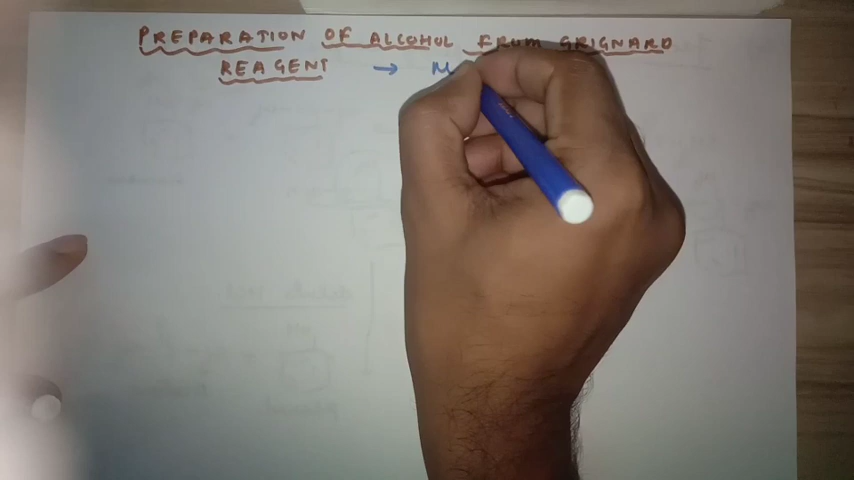 PREPARATION OF ALCOHOL FROM GRIGNARD
REAGENT → M